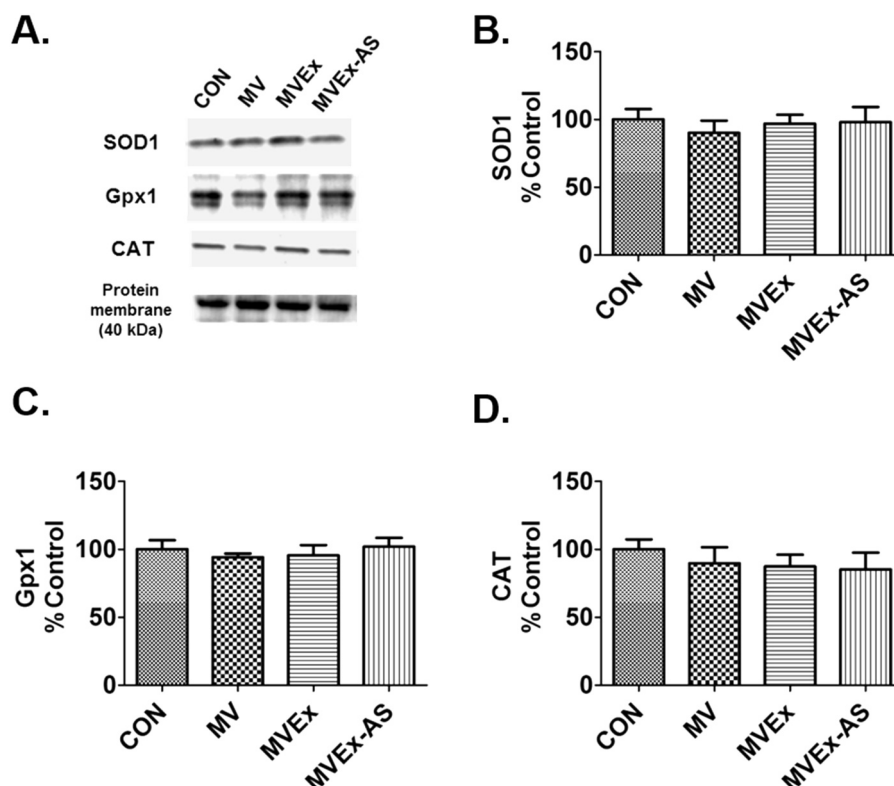 A.
CON MV MVEx MVEx-AS
SOD1
Gpx1
CAT
Protein
membrane
(40 kDa)
B.
SOD1
% Control
150
100
50
0
CON MV MVEx MVEx-AS
C.
Gpx1
% Control
150
100
50
0
CON MV MVEx MVEx-AS
D.
CAT
% Control
150
100
50
0
CON MV MVEx MVEx-AS